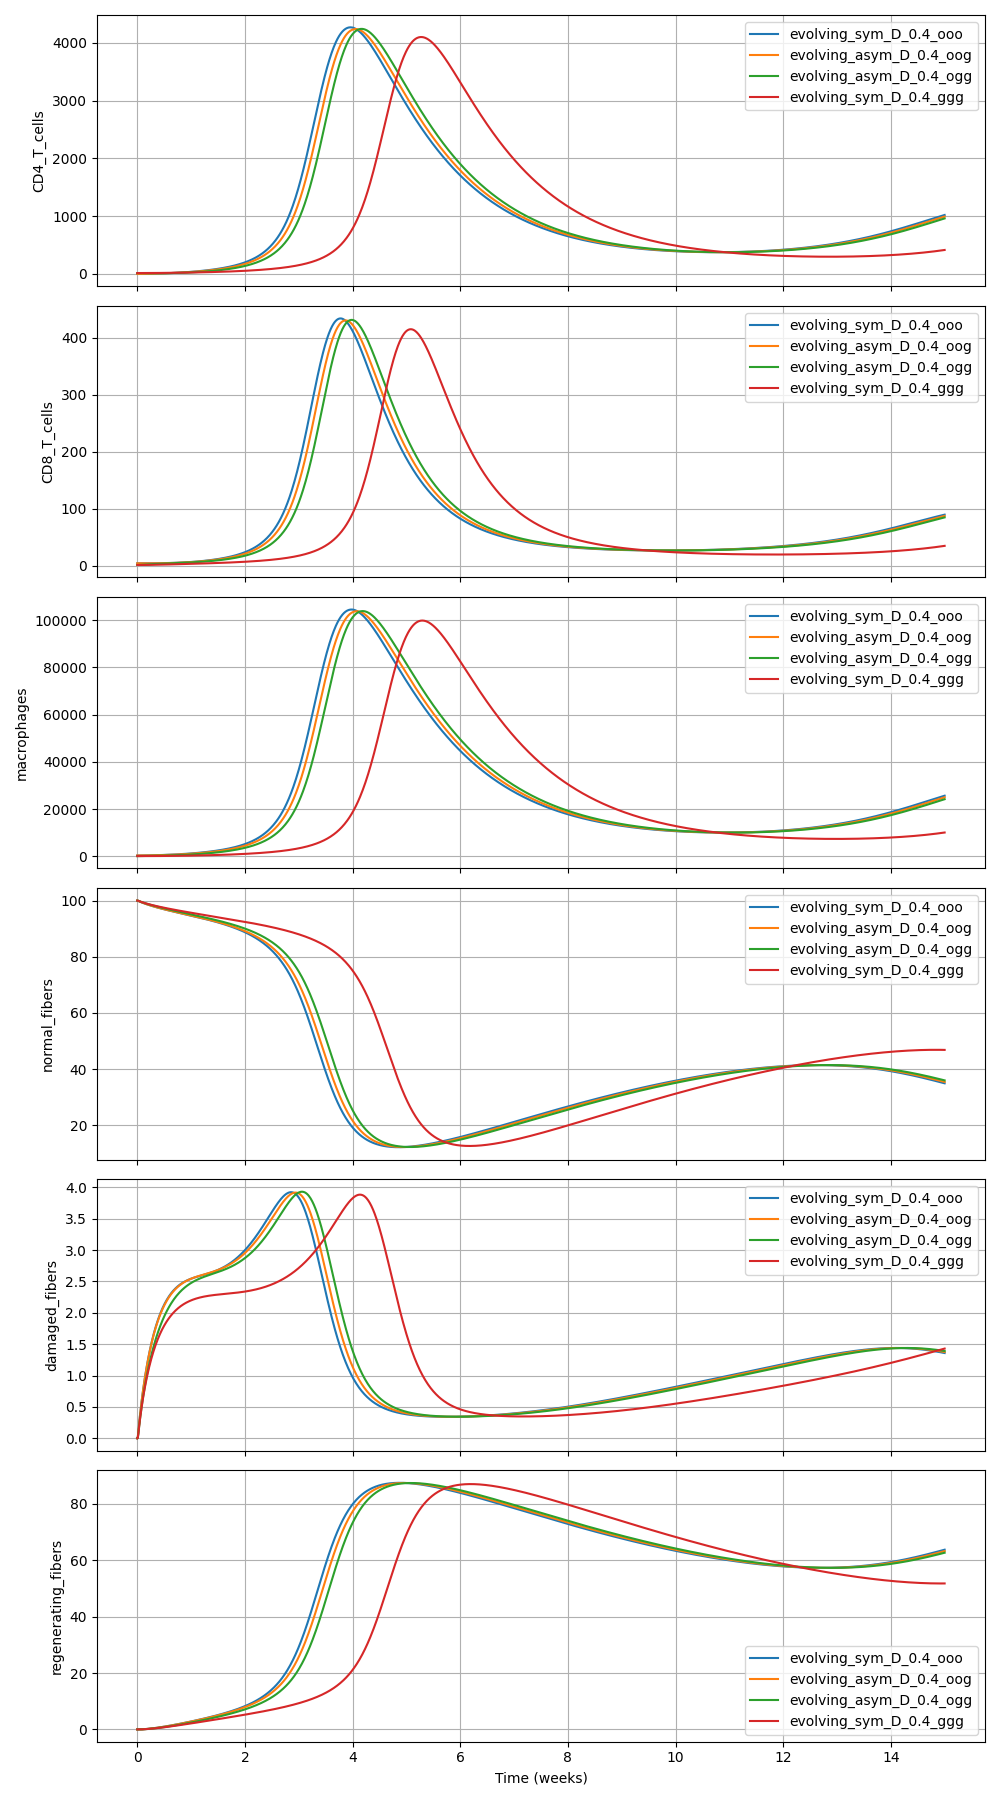 CD4_T_cells
4000
3000
2000
1000
0
evolving_sym_D_0.4_ooo
evolving_asym_D_0.4_oog
evolving_asym_D_0.4_ogg
evolving_sym_D_0.4_ggg
CD8_T_cells
400
300
200
100
0
evolving_sym_D_0.4_ooo
evolving_asym_D_0.4_oog
evolving_asym_D_0.4_ogg
evolving_sym_D_0.4_ggg
macrophages
100000
80000
60000
40000
20000
0
evolving_sym_D_0.4_ooo
evolving_asym_D_0.4_oog
evolving_asym_D_0.4_ogg
evolving_sym_D_0.4_ggg
normal_fibers
100
80
60
40
20
evolving_sym_D_0.4_ooo
evolving_asym_D_0.4_oog
evolving_asym_D_0.4_ogg
evolving_sym_D_0.4_ggg
damaged_fibers
4.0
3.5
3.0
2.5
2.0
1.5
1.0
0.5
0.0
evolving_sym_D_0.4_ooo
evolving_asym_D_0.4_oog
evolving_asym_D_0.4_ogg
evolving_sym_D_0.4_ggg
regenerating_fibers
80
60
40
20
0
evolving_sym_D_0.4_ooo
evolving_asym_D_0.4_oog
evolving_asym_D_0.4_ogg
evolving_sym_D_0.4_ggg
0 2 4 6 8 10 12 14
Time (weeks)